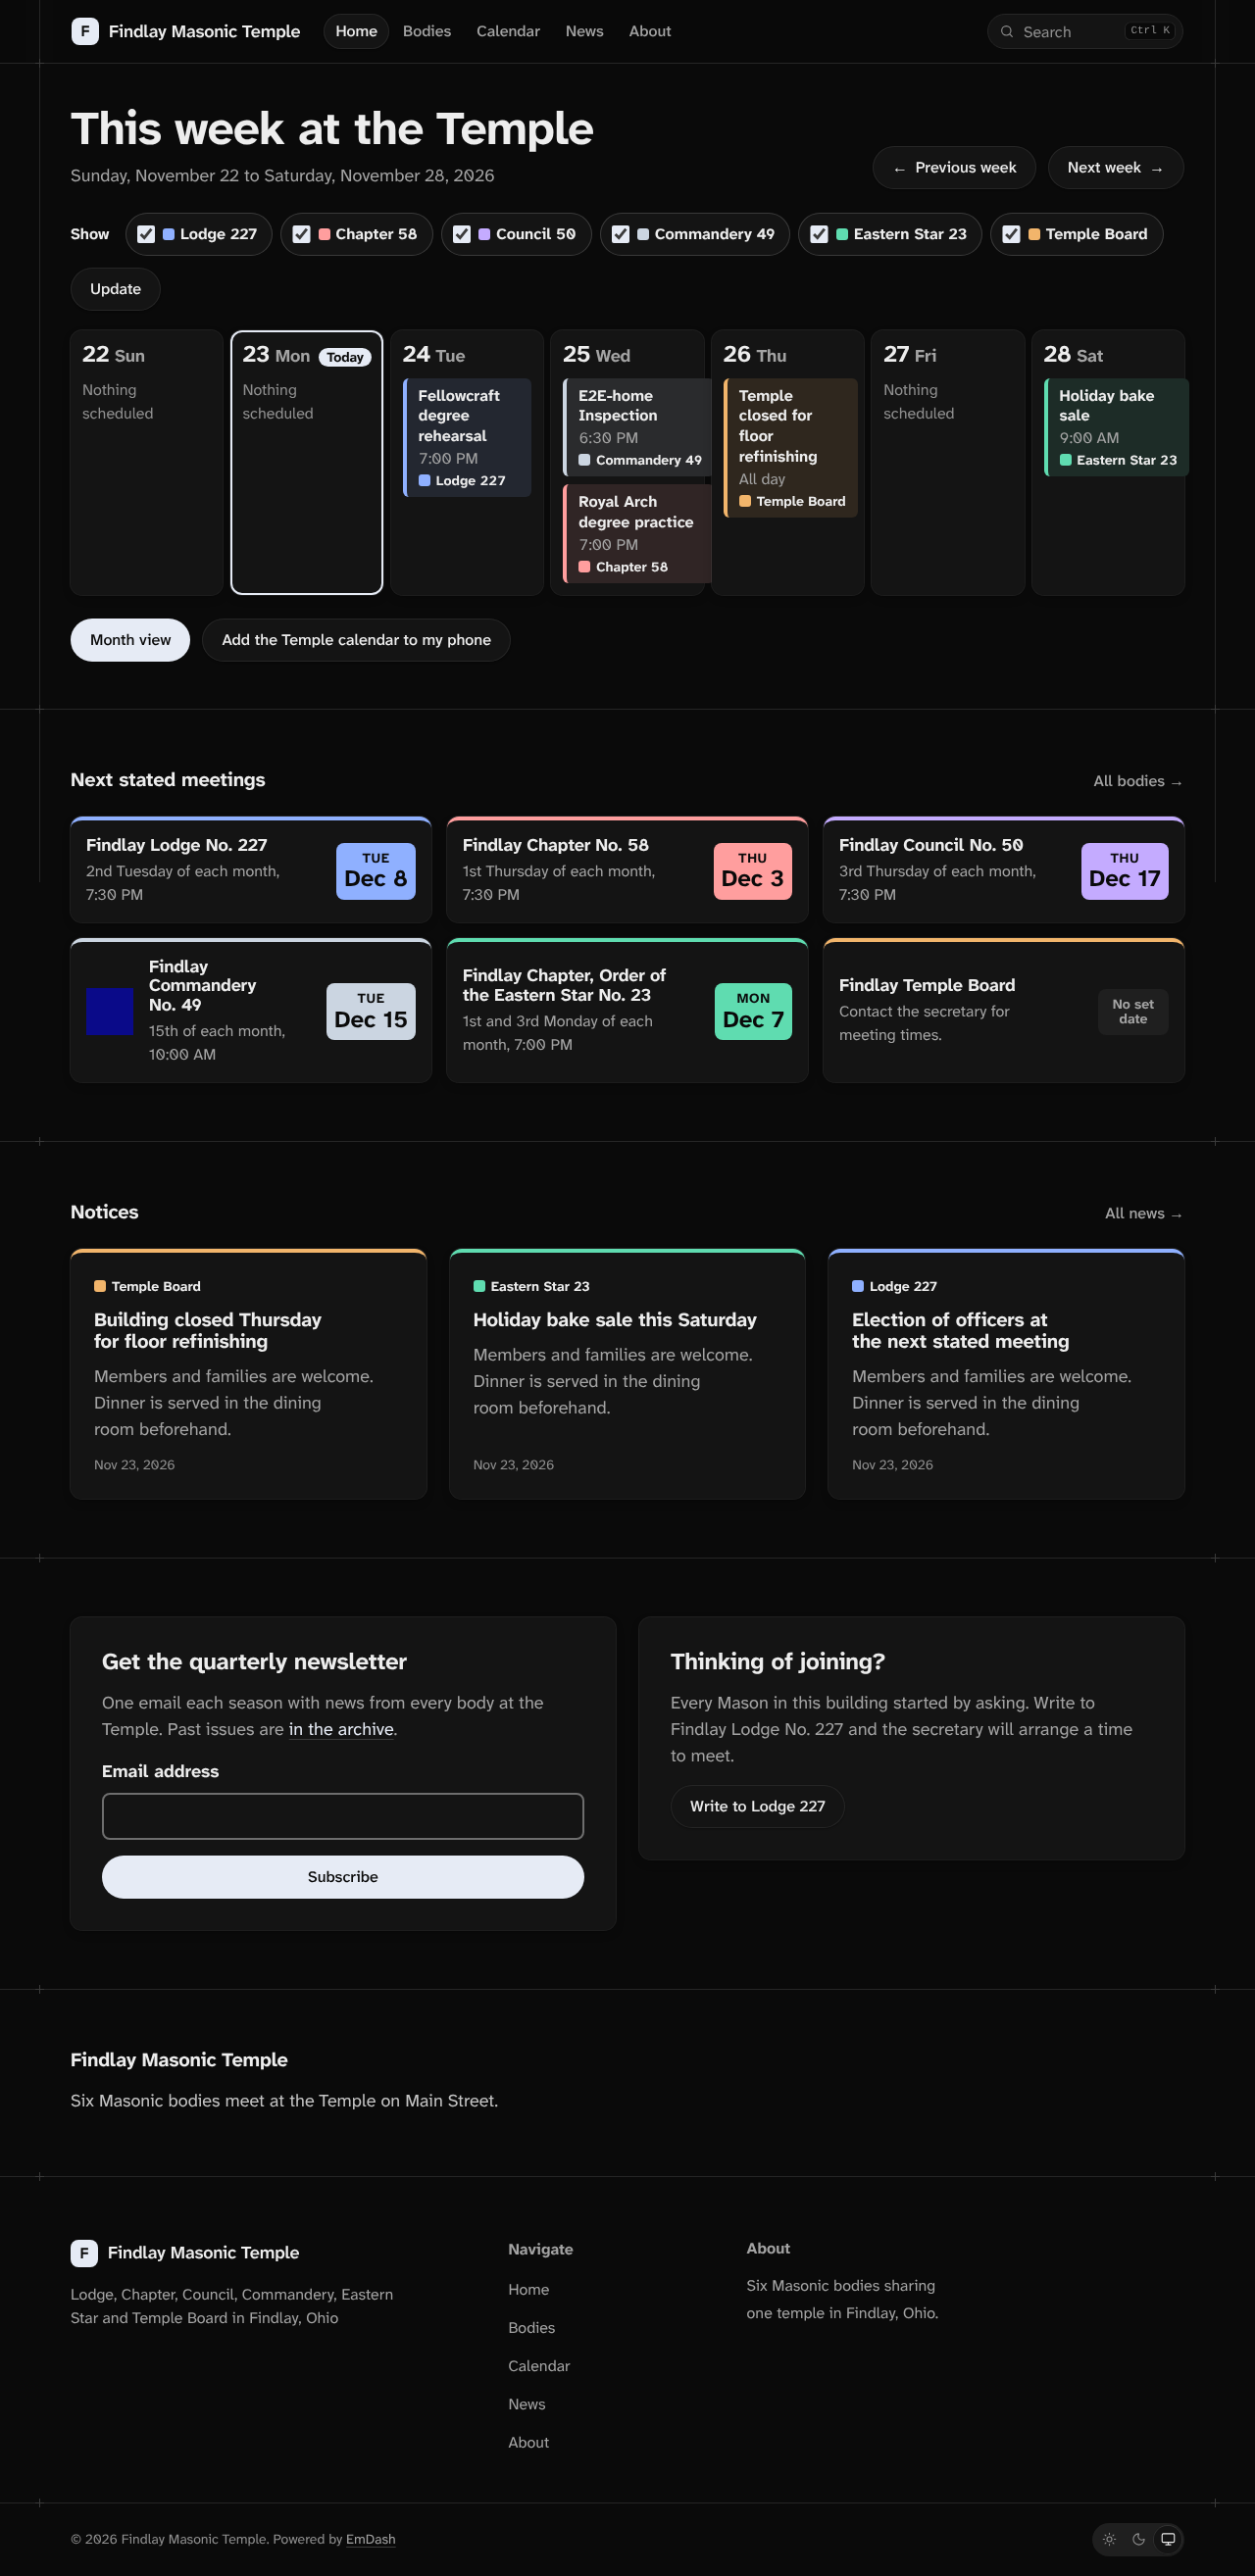 F Findlay Masonic Temple Home Bodies Calendar News About Search Ctrl K
This week at the Temple
Sunday, November 22 to Saturday, November 28, 2026
← Previous week Next week →
Show Lodge 227 Chapter 58 Council 50 Commandery 49 Eastern Star 23 Temple Board
Update
22 Sun
Nothing
scheduled
23 Mon Today
Nothing
scheduled
24 Tue
Fellowcraft
degree
rehearsal
7:00 PM
Lodge 227
25 Wed
E2E-home
Inspection
6:30 PM
Commandery 49
Royal Arch
degree practice
7:00 PM
Chapter 58
26 Thu
Temple
closed for
floor
refinishing
All day
Temple Board
27 Fri
Nothing
scheduled
28 Sat
Holiday bake
sale
9:00 AM
Eastern Star 23
Month view Add the Temple calendar to my phone
Next stated meetings All bodies →
Findlay Lodge No. 227
2nd Tuesday of each month,
7:30 PM
TUE
Dec 8
Findlay Chapter No. 58
1st Thursday of each month,
7:30 PM
THU
Dec 3
Findlay Council No. 50
3rd Thursday of each month,
7:30 PM
THU
Dec 17
Findlay
Commandery
No. 49
15th of each month,
10:00 AM
TUE
Dec 15
Findlay Chapter, Order of
the Eastern Star No. 23
1st and 3rd Monday of each
month, 7:00 PM
MON
Dec 7
Findlay Temple Board
Contact the secretary for
meeting times.
No set
date
Notices All news →
Temple Board
Building closed Thursday
for floor refinishing
Members and families are welcome.
Dinner is served in the dining
room beforehand.
Nov 23, 2026
Eastern Star 23
Holiday bake sale this Saturday
Members and families are welcome.
Dinner is served in the dining
room beforehand.
Nov 23, 2026
Lodge 227
Election of officers at
the next stated meeting
Members and families are welcome.
Dinner is served in the dining
room beforehand.
Nov 23, 2026
Get the quarterly newsletter
One email each season with news from every body at the
Temple. Past issues are in the archive.
Email address
Subscribe
Thinking of joining?
Every Mason in this building started by asking. Write to
Findlay Lodge No. 227 and the secretary will arrange a time
to meet.
Write to Lodge 227
Findlay Masonic Temple
Six Masonic bodies meet at the Temple on Main Street.
F Findlay Masonic Temple
Lodge, Chapter, Council, Commandery, Eastern
Star and Temple Board in Findlay, Ohio
Navigate
Home
Bodies
Calendar
News
About
About
Six Masonic bodies sharing
one temple in Findlay, Ohio.
© 2026 Findlay Masonic Temple. Powered by EmDash